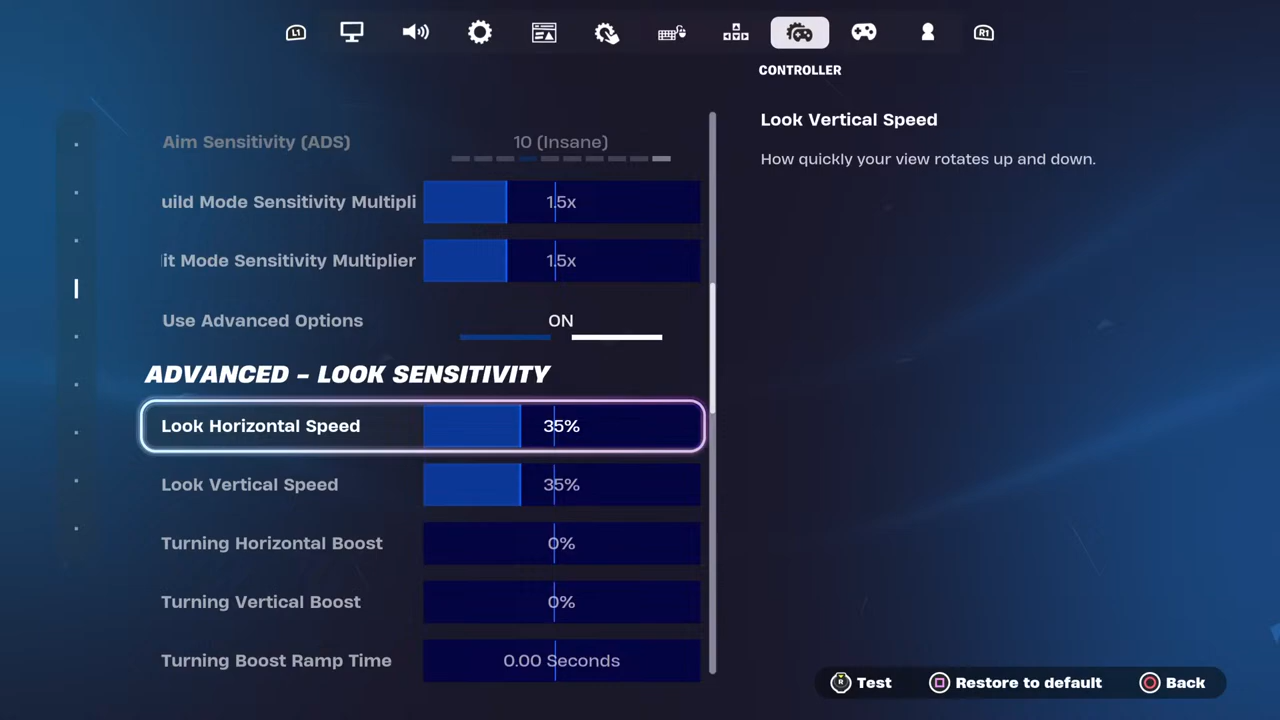 L1
R1
CONTROLLER
Aim Sensitivity (ADS)
10 (Insane)
uild Mode Sensitivity Multipli
1.5x
it Mode Sensitivity Multiplier
1.5x
Use Advanced Options
ON
ADVANCED – LOOK SENSITIVITY
Look Horizontal Speed
35%
Look Vertical Speed
35%
Turning Horizontal Boost
0%
Turning Vertical Boost
0%
Turning Boost Ramp Time
0.00 Seconds
Look Vertical Speed
How quickly your view rotates up and down.
R
Test
Restore to default
Back